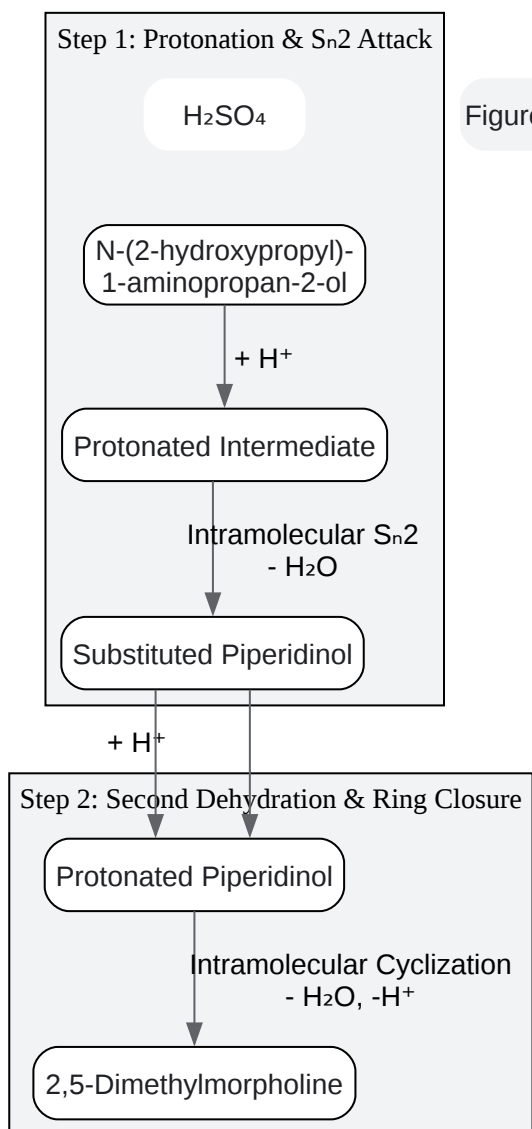 Step 1: Protonation & Sₙ2 Attack
H₂SO₄
Figure
N-(2-hydroxypropyl)-
1-aminopropan-2-ol
+ H⁺
Protonated Intermediate
Intramolecular Sₙ2
- H₂O
Substituted Piperidinol
+ H⁺
Step 2: Second Dehydration & Ring Closure
Protonated Piperidinol
Intramolecular Cyclization
- H₂O, -H⁺
2,5-Dimethylmorpholine